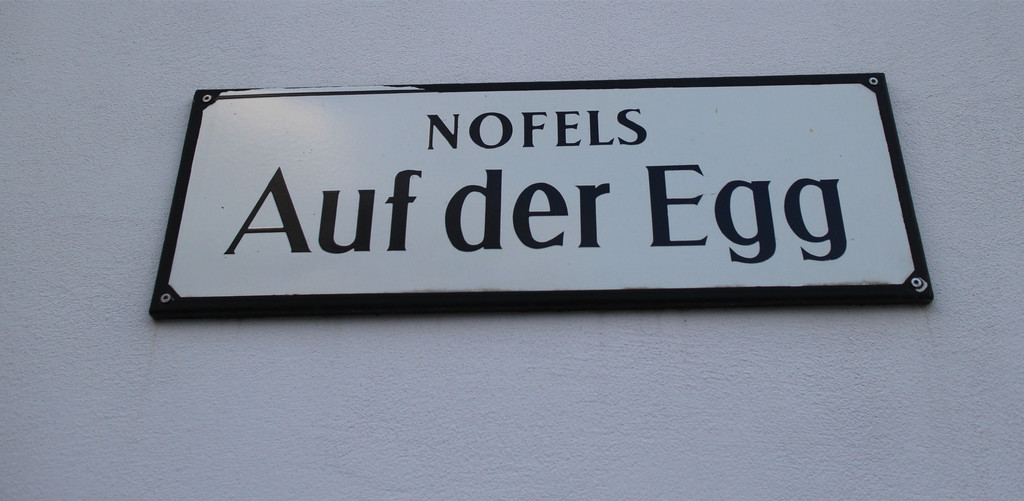 NOFELS
Auf der Egg